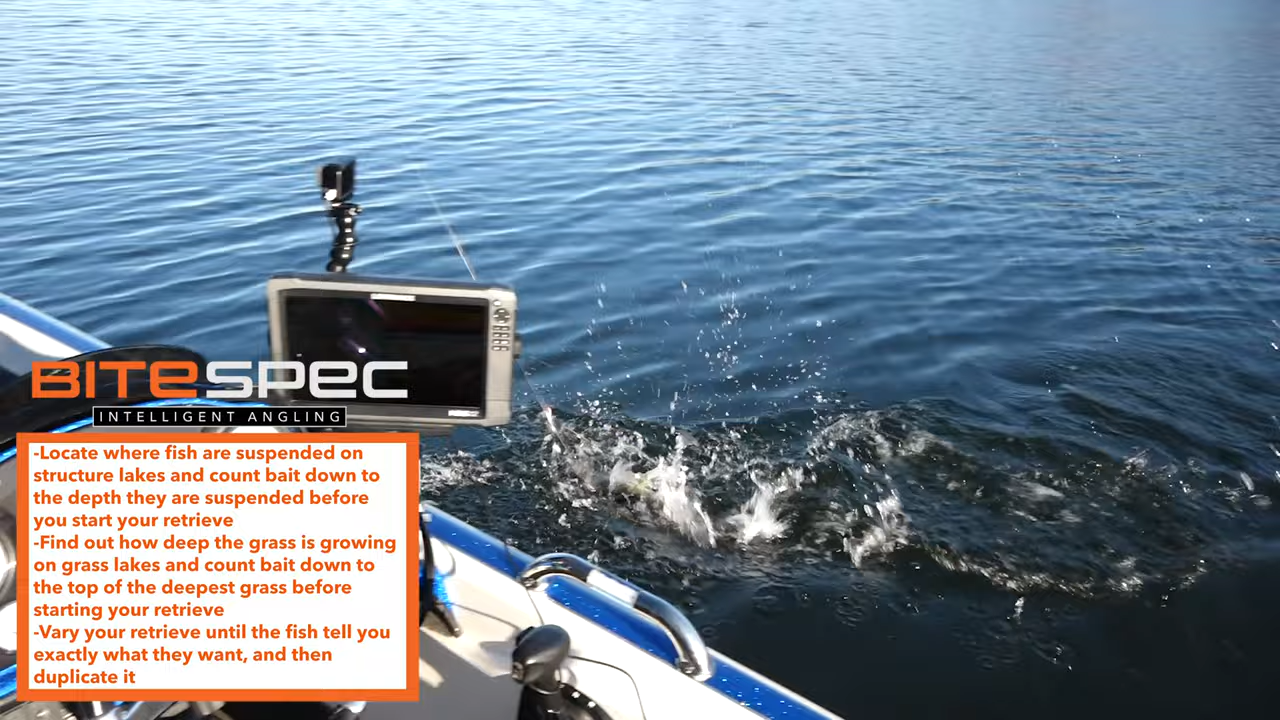 BITESPEC
INTELLIGENT ANGLING
-Locate where fish are suspended on
structure lakes and count bait down to
the depth they are suspended before
you start your retrieve
-Find out how deep the grass is growing
on grass lakes and count bait down to
the top of the deepest grass before
starting your retrieve
-Vary your retrieve until the fish tell you
exactly what they want, and then
duplicate it